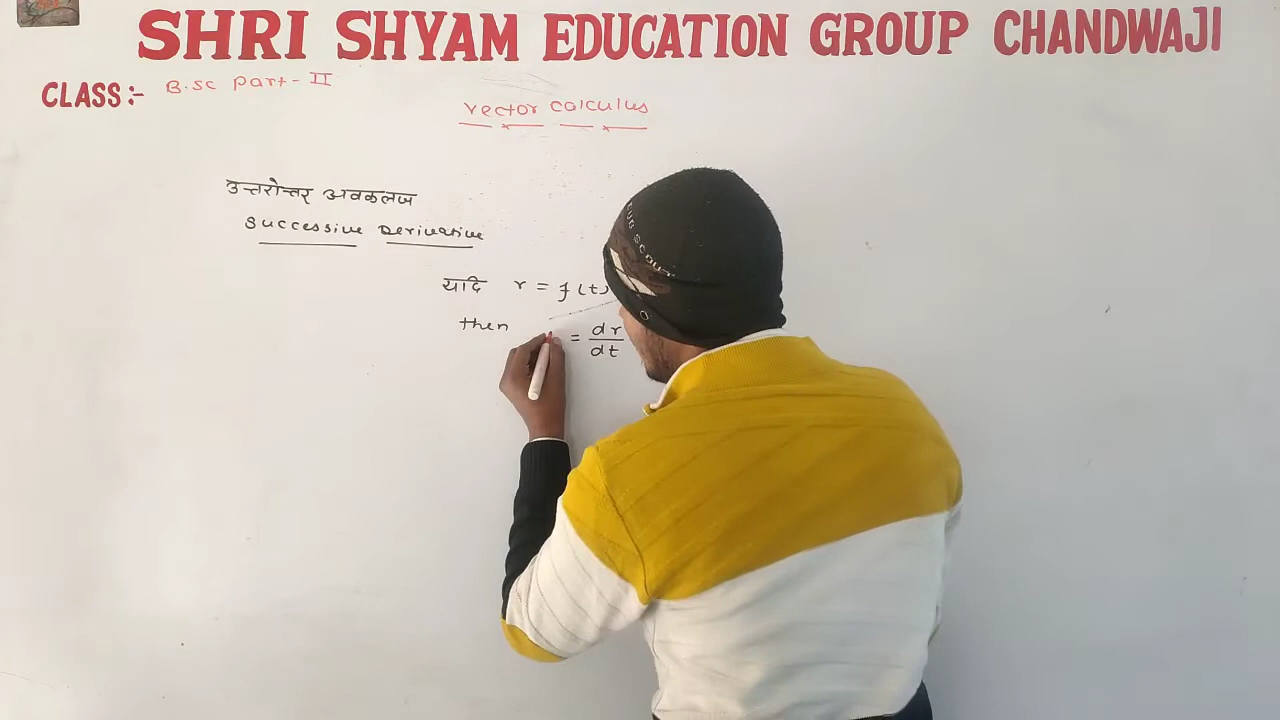 SHRI SHYAM EDUCATION GROUP CHANDWAJI
CLASS:- B.sc part-II
vector calculus
उत्तरोत्तर अवकलज
Successive Derivative
यदि r = f(t)
then = dr/dt